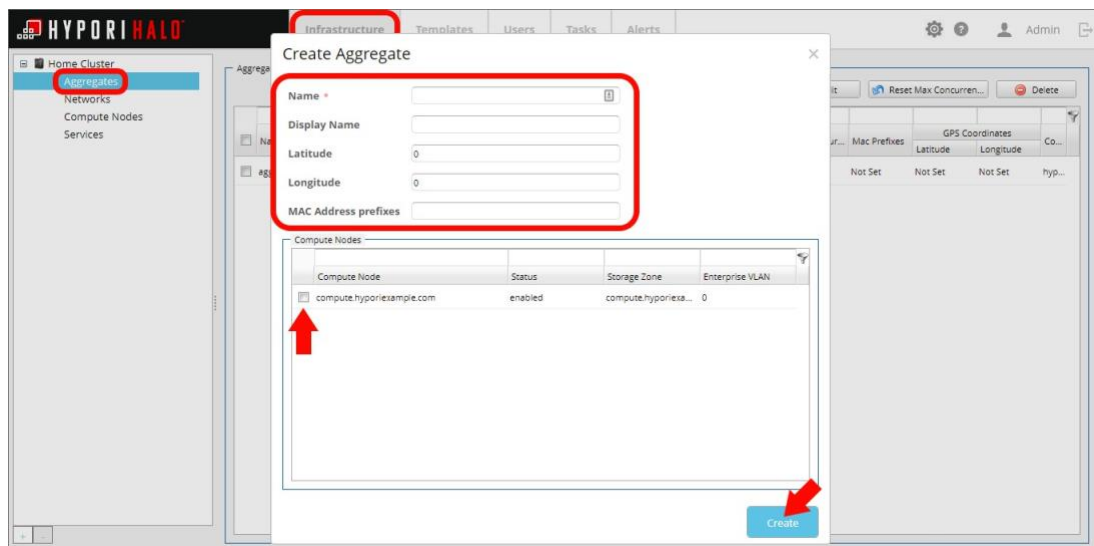 HYPORI HALO
Infrastructure Templates Users Tasks Alerts
Admin
Home Cluster
Aggregates
Networks
Compute Nodes
Services
Create Aggregate
Name *
Display Name
Latitude 0
Longitude 0
MAC Address prefixes
Compute Nodes
Compute Node Status Storage Zone Enterprise VLAN
compute.hyporiexample.com enabled compute.hyporiexa... 0
Create
Reset Max Concurren... Delete
Mac Prefixes GPS Coordinates Co...
Latitude Longitude
Not Set Not Set Not Set hyp...